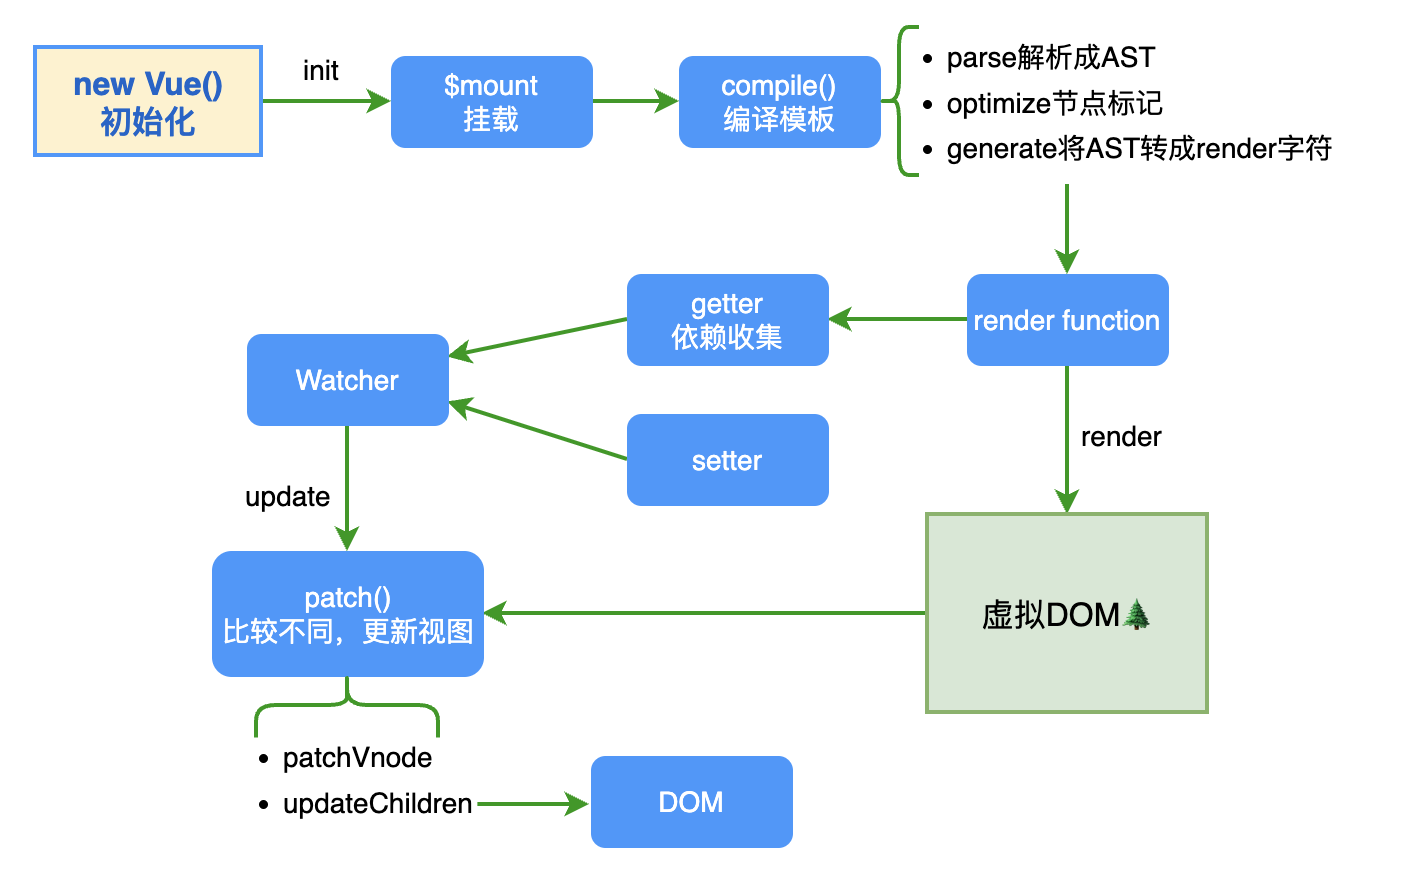 new Vue()
初始化
init
$mount
挂载
compile()
编译模板
parse解析成AST
optimize节点标记
generate将AST转成render字符
getter
依赖收集
render function
Watcher
setter
render
update
patch()
比较不同，更新视图
虚拟DOM🌲
patchVnode
updateChildren
DOM